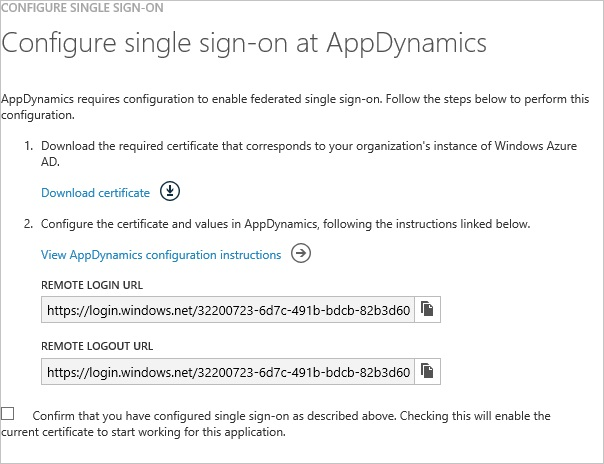 CONFIGURE SINGLE SIGN-ON
Configure single sign-on at AppDynamics
AppDynamics requires configuration to enable federated single sign-on. Follow the steps below to perform this
configuration.
1. Download the required certificate that corresponds to your organization's instance of Windows Azure
AD.
Download certificate
2. Configure the certificate and values in AppDynamics, following the instructions linked below.
View AppDynamics configuration instructions
REMOTE LOGIN URL
https://login.windows.net/32200723-6d7c-491b-bdcb-82b3d60
REMOTE LOGOUT URL
https://login.windows.net/32200723-6d7c-491b-bdcb-82b3d60
Confirm that you have configured single sign-on as described above. Checking this will enable the
current certificate to start working for this application.